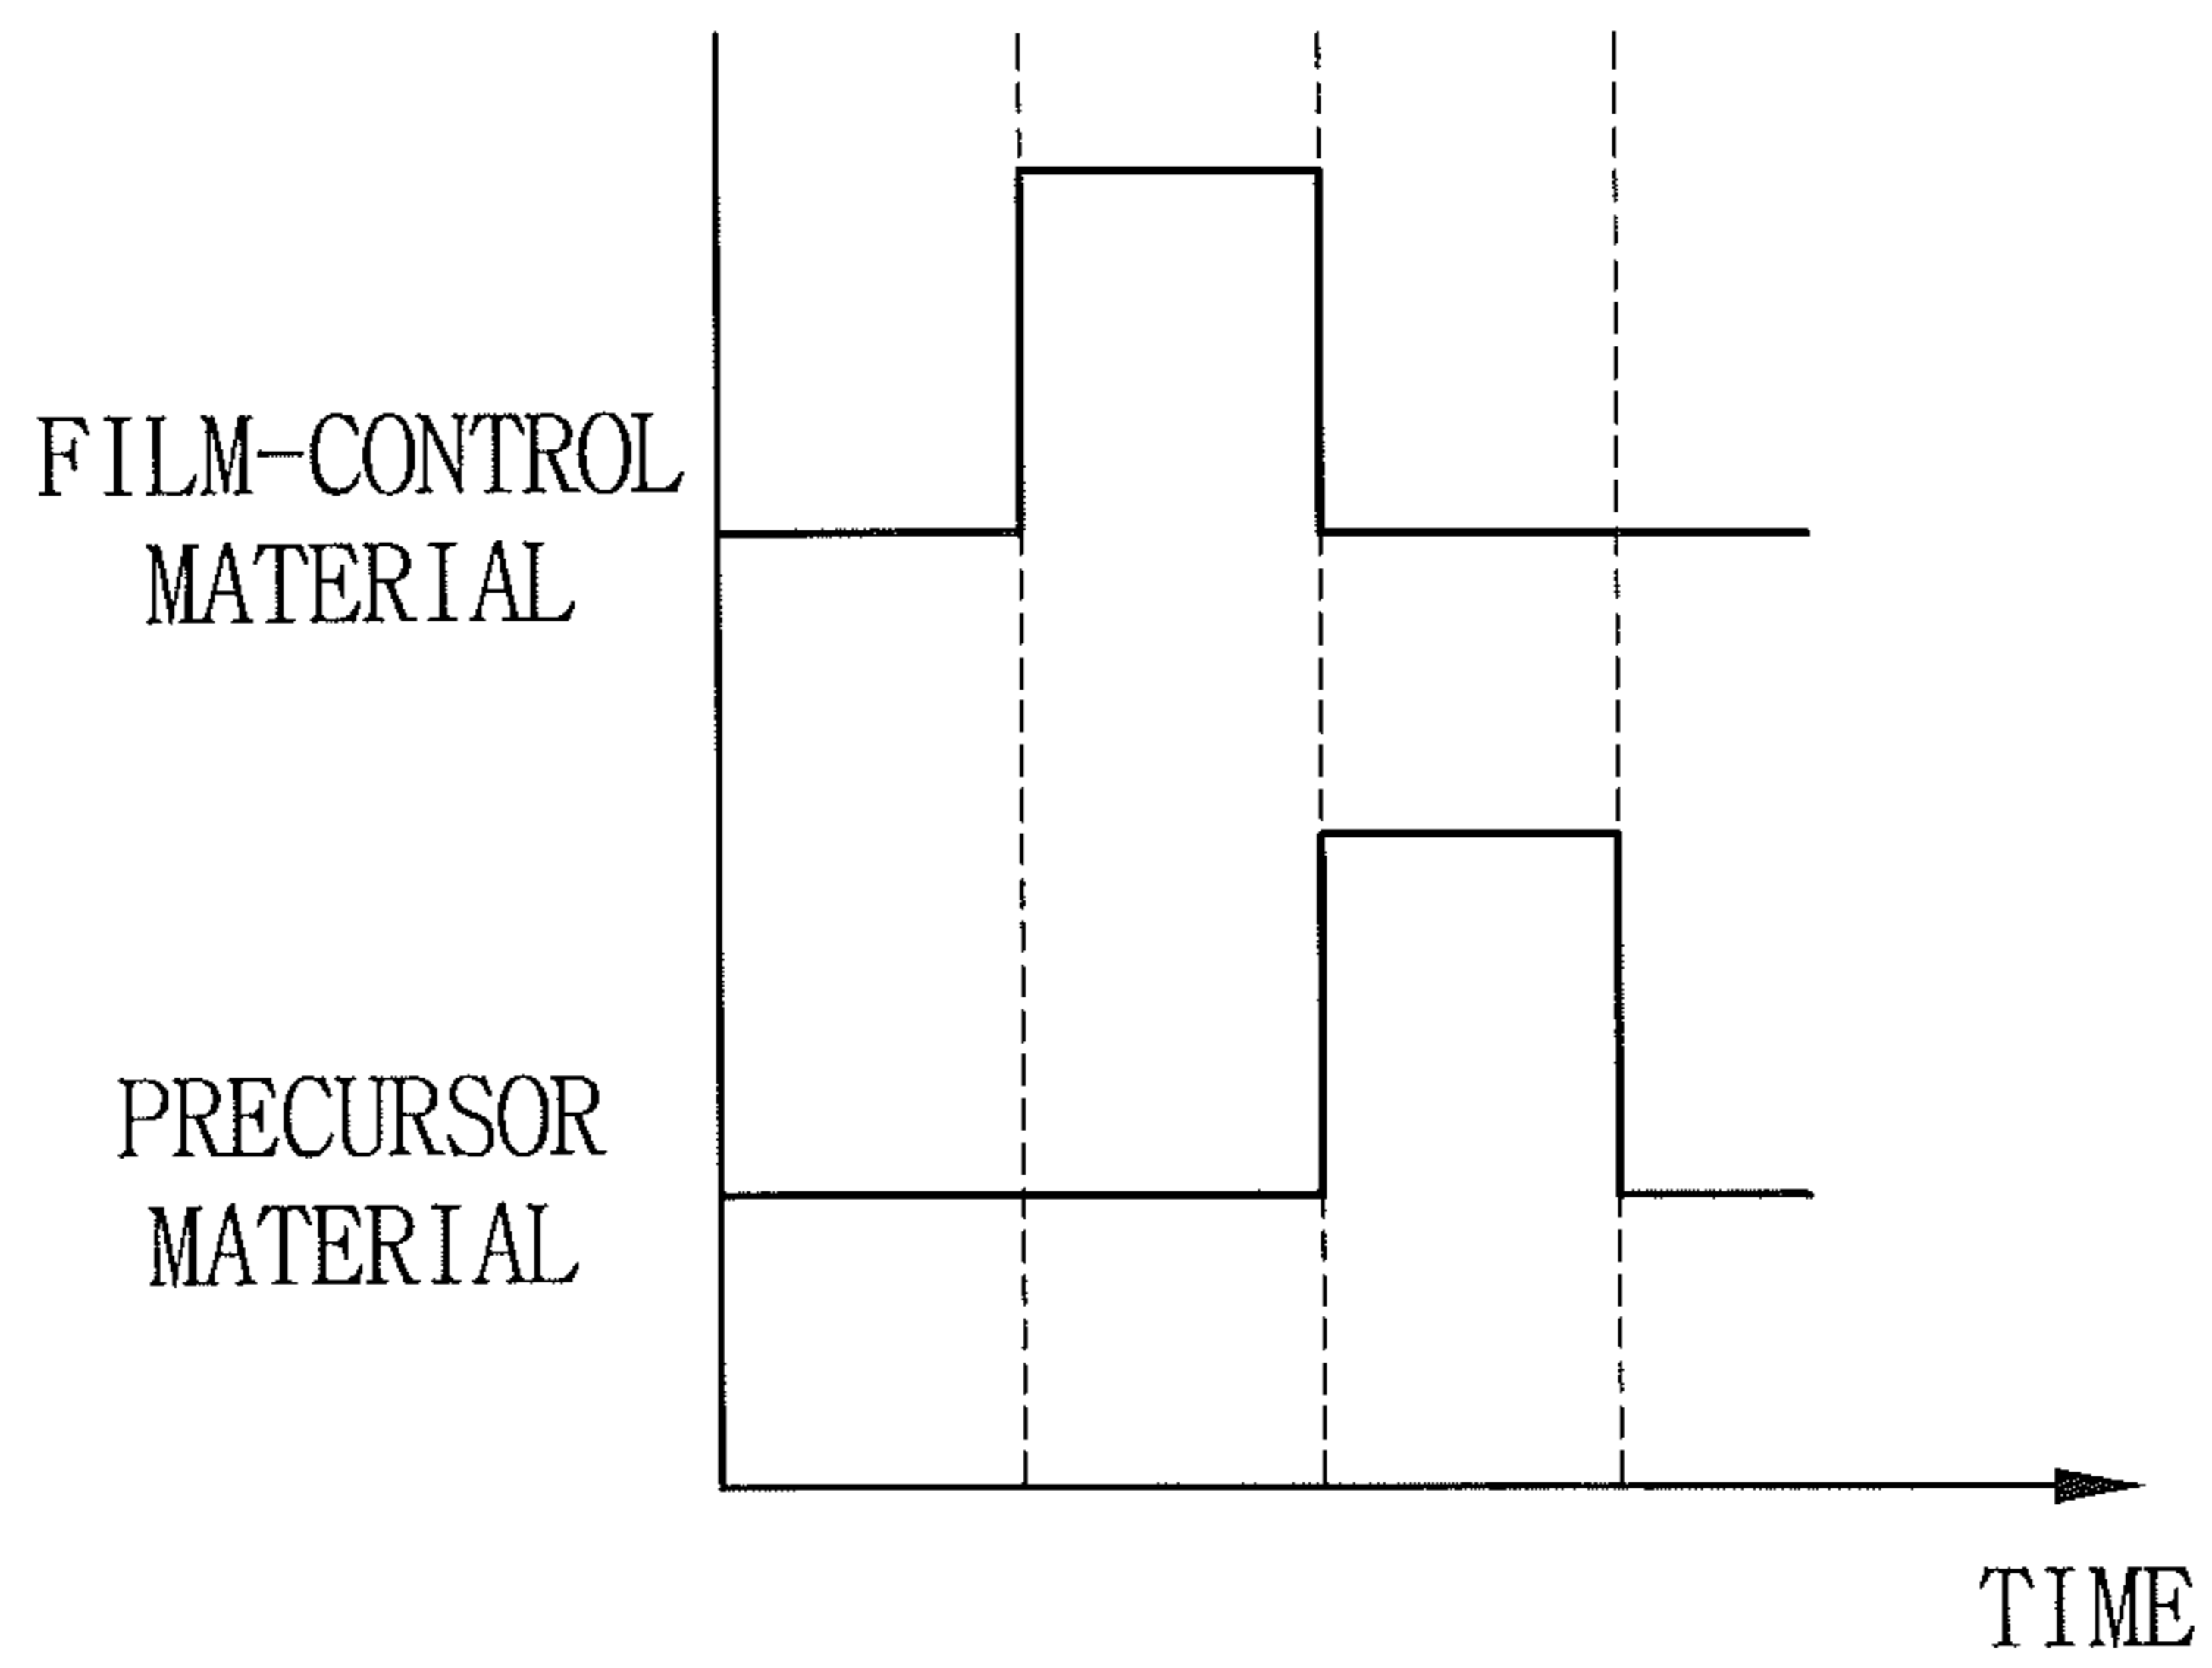 FILM-CONTROL
MATERIAL
PRECURSOR
MATERIAL
TIME